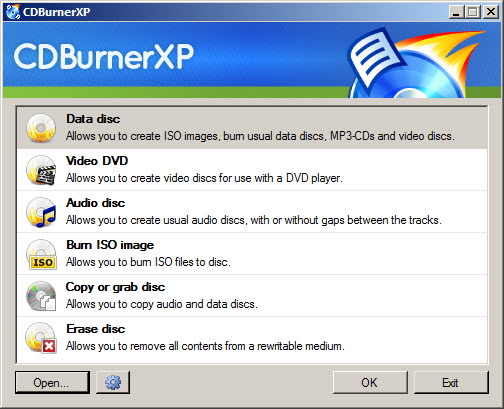 CDBurnerXP
CDBurnerXP
Data disc
Allows you to create ISO images, burn usual data discs, MP3-CDs and video discs.
Video DVD
Allows you to create video discs for use with a DVD player.
Audio disc
Allows you to create usual audio discs, with or without gaps between the tracks.
Burn ISO image
ISO
Allows you to burn ISO files to disc.
Copy or grab disc
Allows you to copy audio and data discs.
Erase disc
Allows you to remove all contents from a rewritable medium.
Open...
OK
Exit